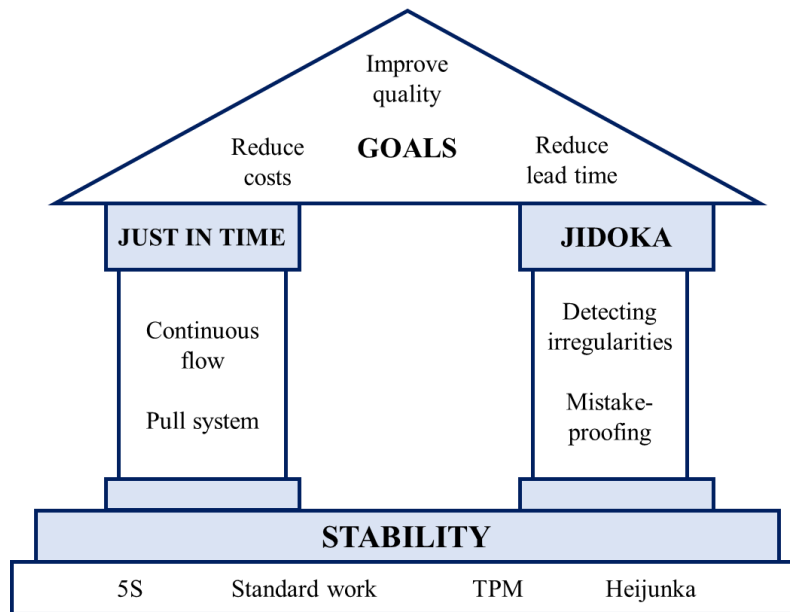 Improve
quality
GOALS
Reduce
costs
Reduce
lead time
JUST IN TIME
JIDOKA
Continuous
flow
Pull system
Detecting
irregularities
Mistake-
proofing
STABILITY
5S Standard work TPM Heijunka